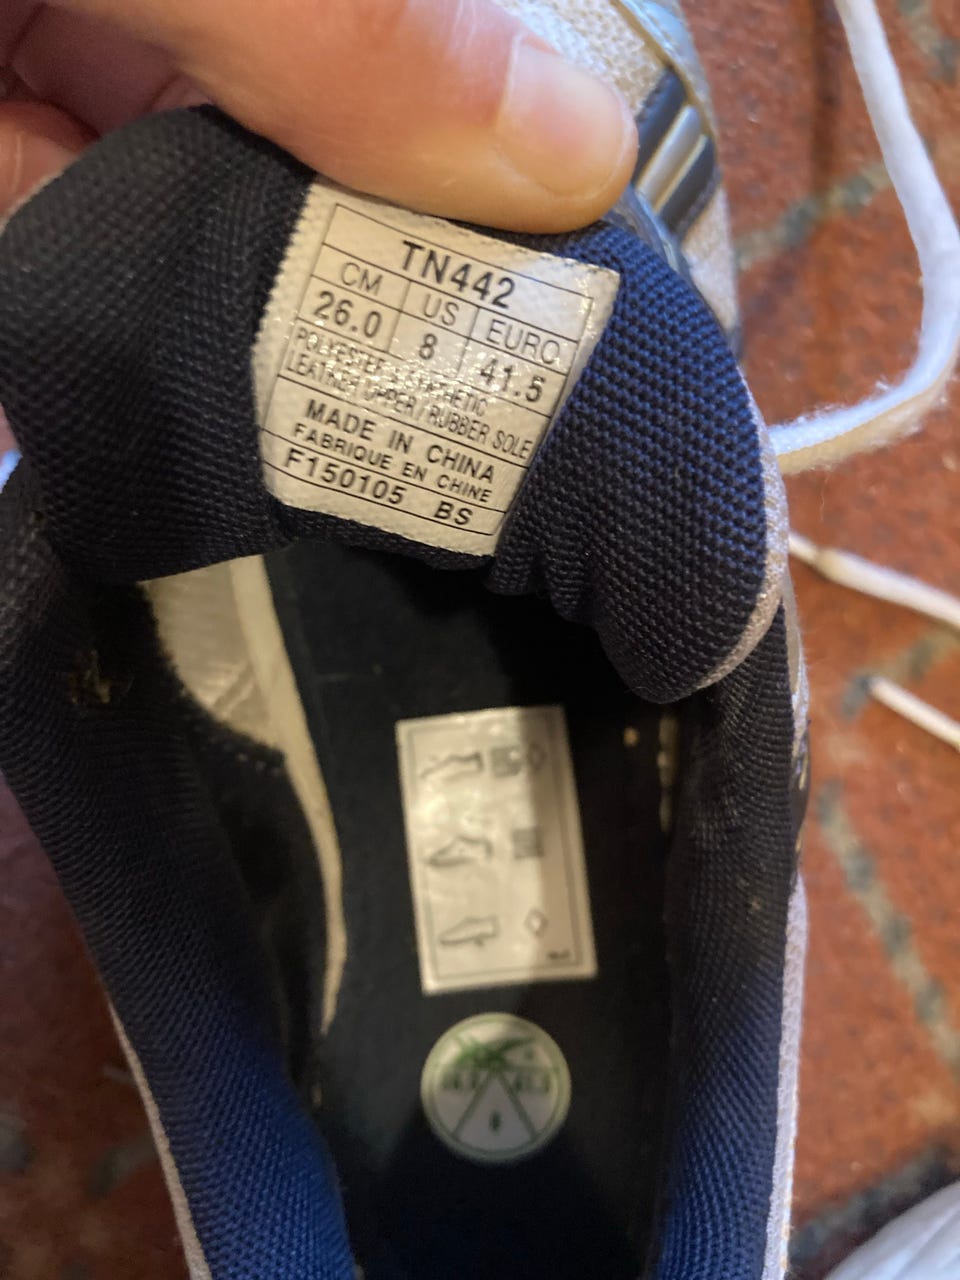 TN442
CM US EURO
26.0 8 41.5
POLYESTER / SYNTHETIC
LEATHER UPPER / RUBBER SOLE
MADE IN CHINA
FABRIQUE EN CHINE
F150105 BS